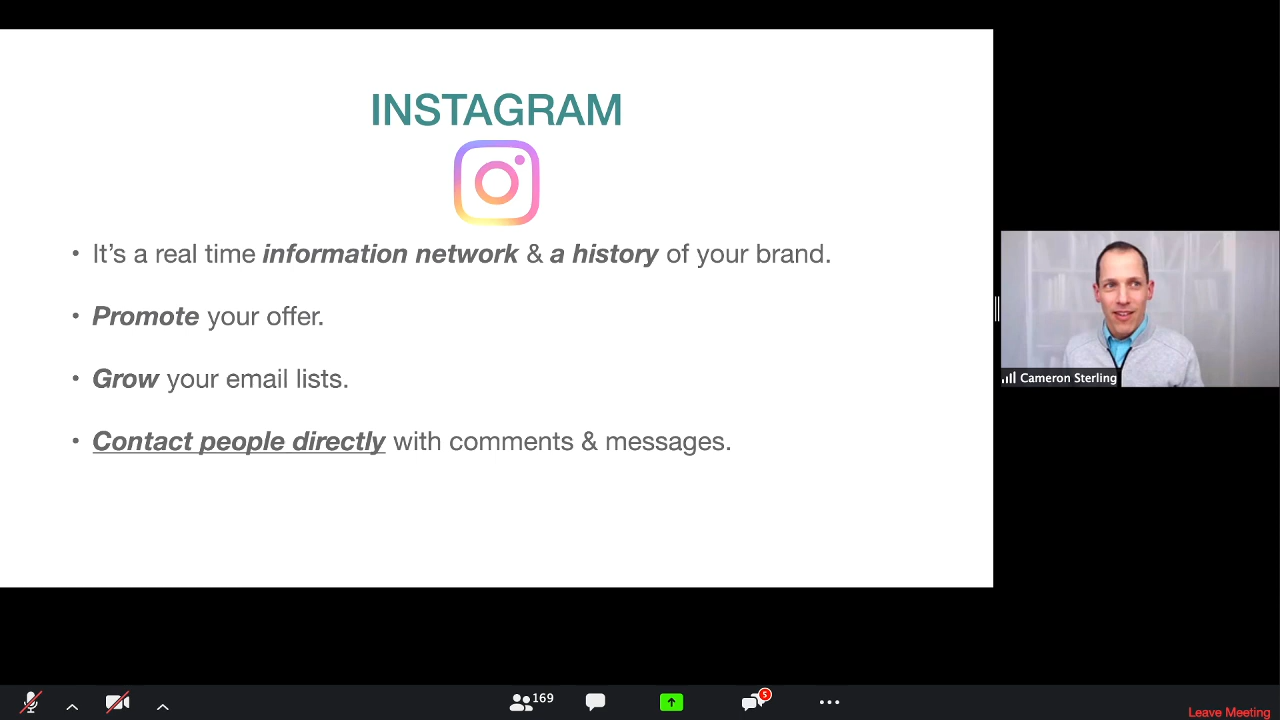 INSTAGRAM
• It’s a real time information network & a history of your brand.
• Promote your offer.
• Grow your email lists.
• Contact people directly with comments & messages.
Cameron Sterling
169
5
Leave Meeting